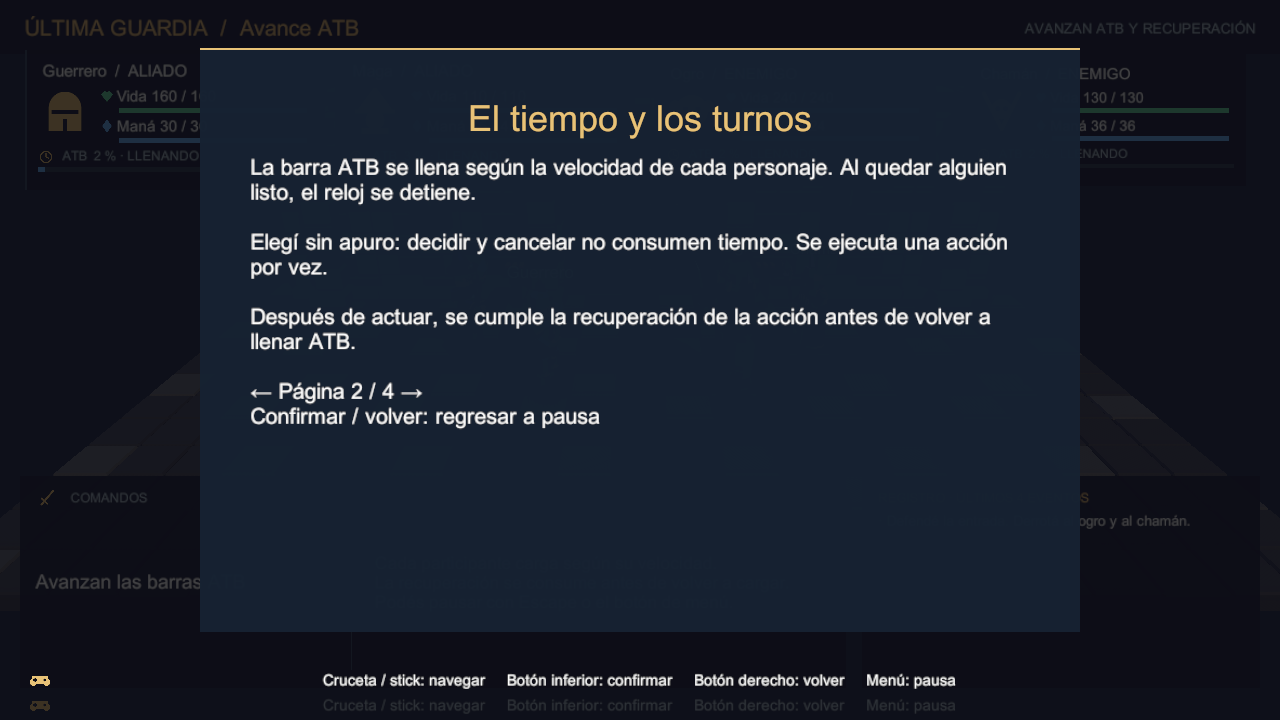 ÚLTIMA GUARDIA / Avance ATB
AVANZAN ATB Y RECUPERACIÓN
Guerrero / ALIADO
Vida 160 / 1
Maná 30 / 3
ATB 2 % · LLENANDO
EMIGO
130 / 130
á 36 / 36
ENANDO
El tiempo y los turnos
La barra ATB se llena según la velocidad de cada personaje. Al quedar alguien
listo, el reloj se detiene.
Elegí sin apuro: decidir y cancelar no consumen tiempo. Se ejecuta una acción
por vez.
Después de actuar, se cumple la recuperación de la acción antes de volver a
llenar ATB.
← Página 2 / 4 →
Confirmar / volver: regresar a pausa
COMANDOS
Avanzan las barras
S
ogro y al chamán.
Cruceta / stick: navegar Botón inferior: confirmar Botón derecho: volver Menú: pausa
Cruceta / stick: navegar Botón inferior: confirmar Botón derecho: volver Menú: pausa